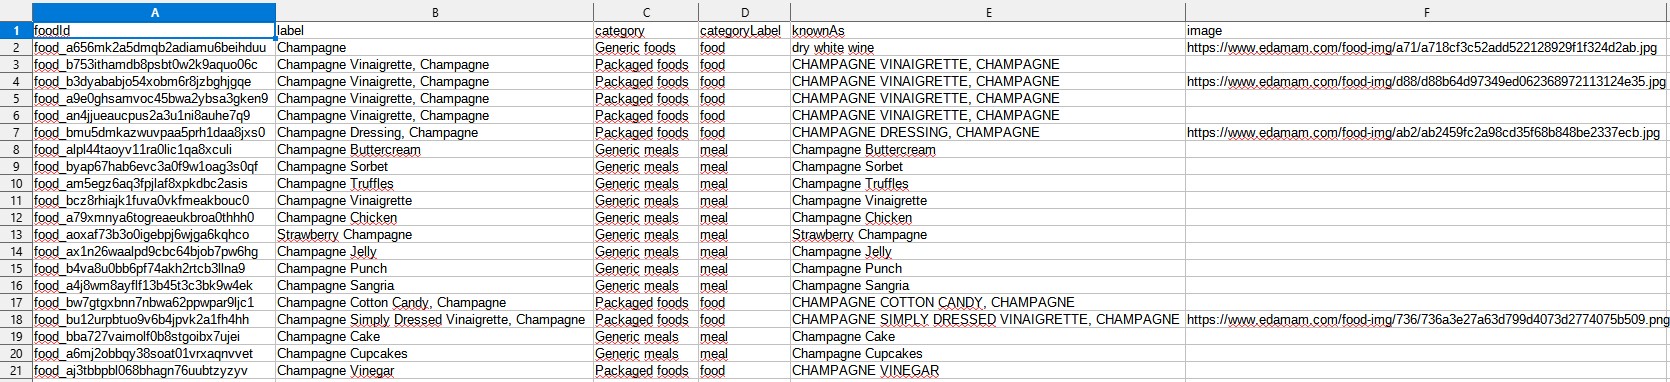 A B C D E F
1 foodId label category categoryLabel knownAs image
2 food_a656mk2a5dmqb2adiamu6beihduu Champagne Generic foods food dry white wine https://www.edamam.com/food-img/a71/a718cf3c52add522128929f1f324d2ab.jpg
3 food_b753ithamdb8psbt0w2k9aquo06c Champagne Vinaigrette, Champagne Packaged foods food CHAMPAGNE VINAIGRETTE, CHAMPAGNE
4 food_b3dyababjo54xobm6r8jzbghjgqe Champagne Vinaigrette, Champagne Packaged foods food CHAMPAGNE VINAIGRETTE, CHAMPAGNE https://www.edamam.com/food-img/d88/d88b64d97349ed062368972113124e35.jpg
5 food_a9e0ghsamvoc45bwa2ybsa3gken9 Champagne Vinaigrette, Champagne Packaged foods food CHAMPAGNE VINAIGRETTE, CHAMPAGNE
6 food_an4jjueaucpus2a3u1ni8auhe7q9 Champagne Vinaigrette, Champagne Packaged foods food CHAMPAGNE VINAIGRETTE, CHAMPAGNE
7 food_bmu5dmkazwuvpaa5prh1daa8jxs0 Champagne Dressing, Champagne Packaged foods food CHAMPAGNE DRESSING, CHAMPAGNE https://www.edamam.com/food-img/ab2/ab2459fc2a98cd35f68b848be2337ecb.jpg
8 food_alpl44taoyv11ra0lic1qa8xculi Champagne Buttercream Generic meals meal Champagne Buttercream
9 food_byap67hab6evc3a0f9w1oag3s0qf Champagne Sorbet Generic meals meal Champagne Sorbet
10 food_am5egz6aq3fpjlaf8xpkdbc2asis Champagne Truffles Generic meals meal Champagne Truffles
11 food_bcz8rhiajk1fuva0vkfmeakbouc0 Champagne Vinaigrette Generic meals meal Champagne Vinaigrette
12 food_a79xmnya6togreaeukbroa0thhh0 Champagne Chicken Generic meals meal Champagne Chicken
13 food_aoxaf73b3o0igebpj6wjga6kqhco Strawberry Champagne Generic meals meal Strawberry Champagne
14 food_ax1n26waalpd9cbc64bjob7pw6hg Champagne Jelly Generic meals meal Champagne Jelly
15 food_b4va8u0bb6pf74akh2rtcb3llna9 Champagne Punch Generic meals meal Champagne Punch
16 food_a4j8wm8ayflf13b45t3c3bk9w4ek Champagne Sangria Generic meals meal Champagne Sangria
17 food_bw7gtgxbnn7nbwa62ppwpar9ljc1 Champagne Cotton Candy, Champagne Packaged foods food CHAMPAGNE COTTON CANDY, CHAMPAGNE
18 food_bu12urpbtuo9v6b4jpvk2a1fh4hh Champagne Simply Dressed Vinaigrette, Champagne Packaged foods food CHAMPAGNE SIMPLY DRESSED VINAIGRETTE, CHAMPAGNE https://www.edamam.com/food-img/736/736a3e27a63d799d4073d2774075b509.png
19 food_bba727vaimolf0b8stgoibx7ujei Champagne Cake Generic meals meal Champagne Cake
20 food_a6mj2obbqy38soat01vrxaqnvvet Champagne Cupcakes Generic meals meal Champagne Cupcakes
21 food_aj3tbbpbl068bhagn76uubtzyzyv Champagne Vinegar Packaged foods food CHAMPAGNE VINEGAR